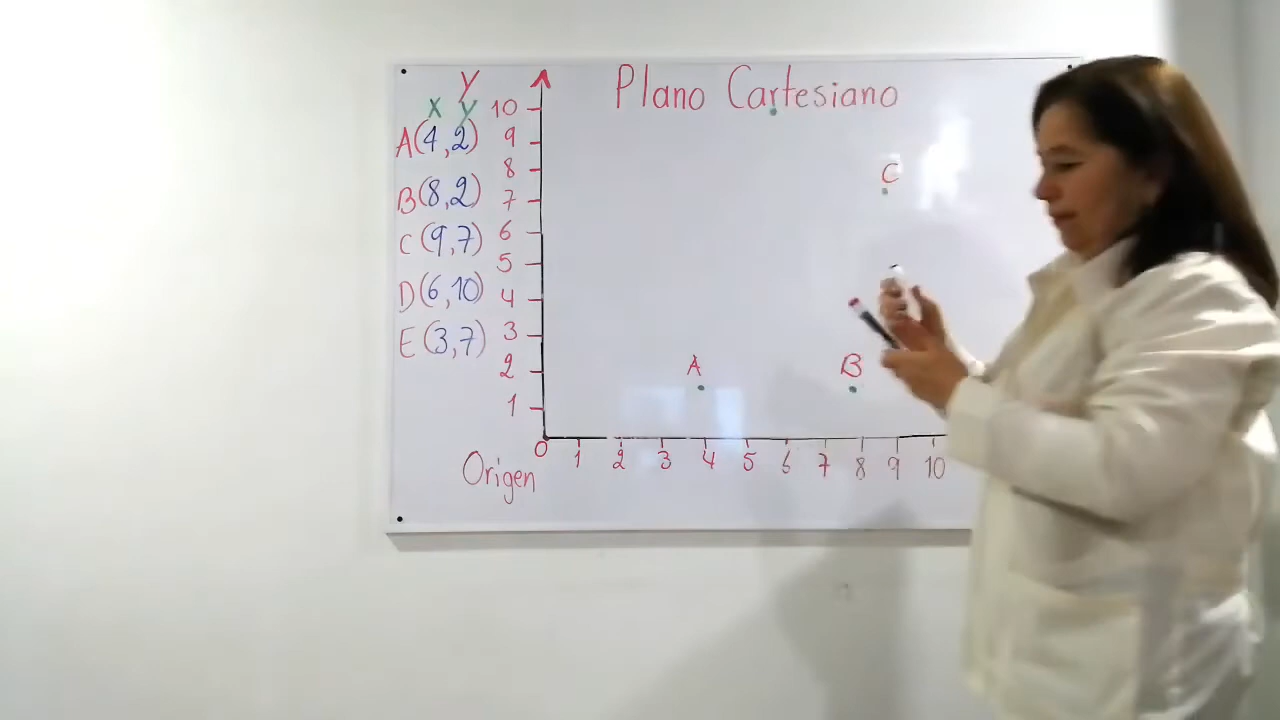 Plano Cartesiano
Y
X Y
A(4,2)
B(8,2)
C(9,7)
D(6,10)
E(3,7)
10
9
8
7
6
5
4
3
2
1
C
A
B
0 1 2 3 4 5 6 7 8 9 10
Origen